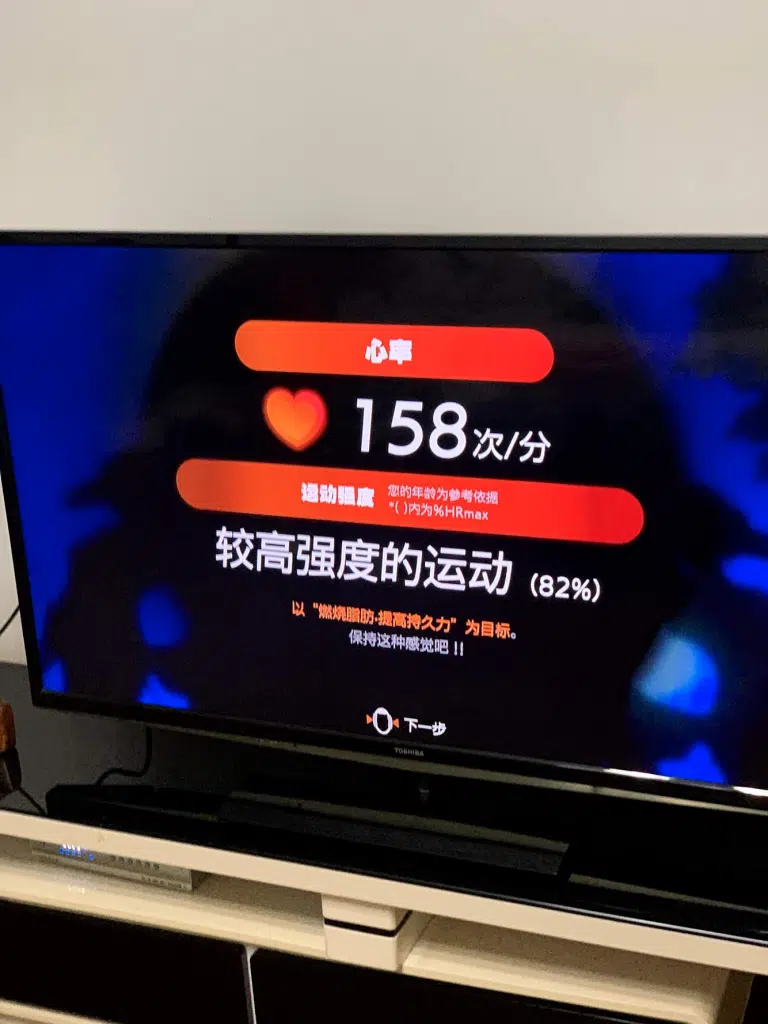 心率
158次/分
运动强度
您的年龄为参考依据
*( )内为%HRmax
较高强度的运动 (82%)
以“燃烧脂肪·提高持久力”为目标。
保持这种感觉吧!!
下一步
TOSHIBA